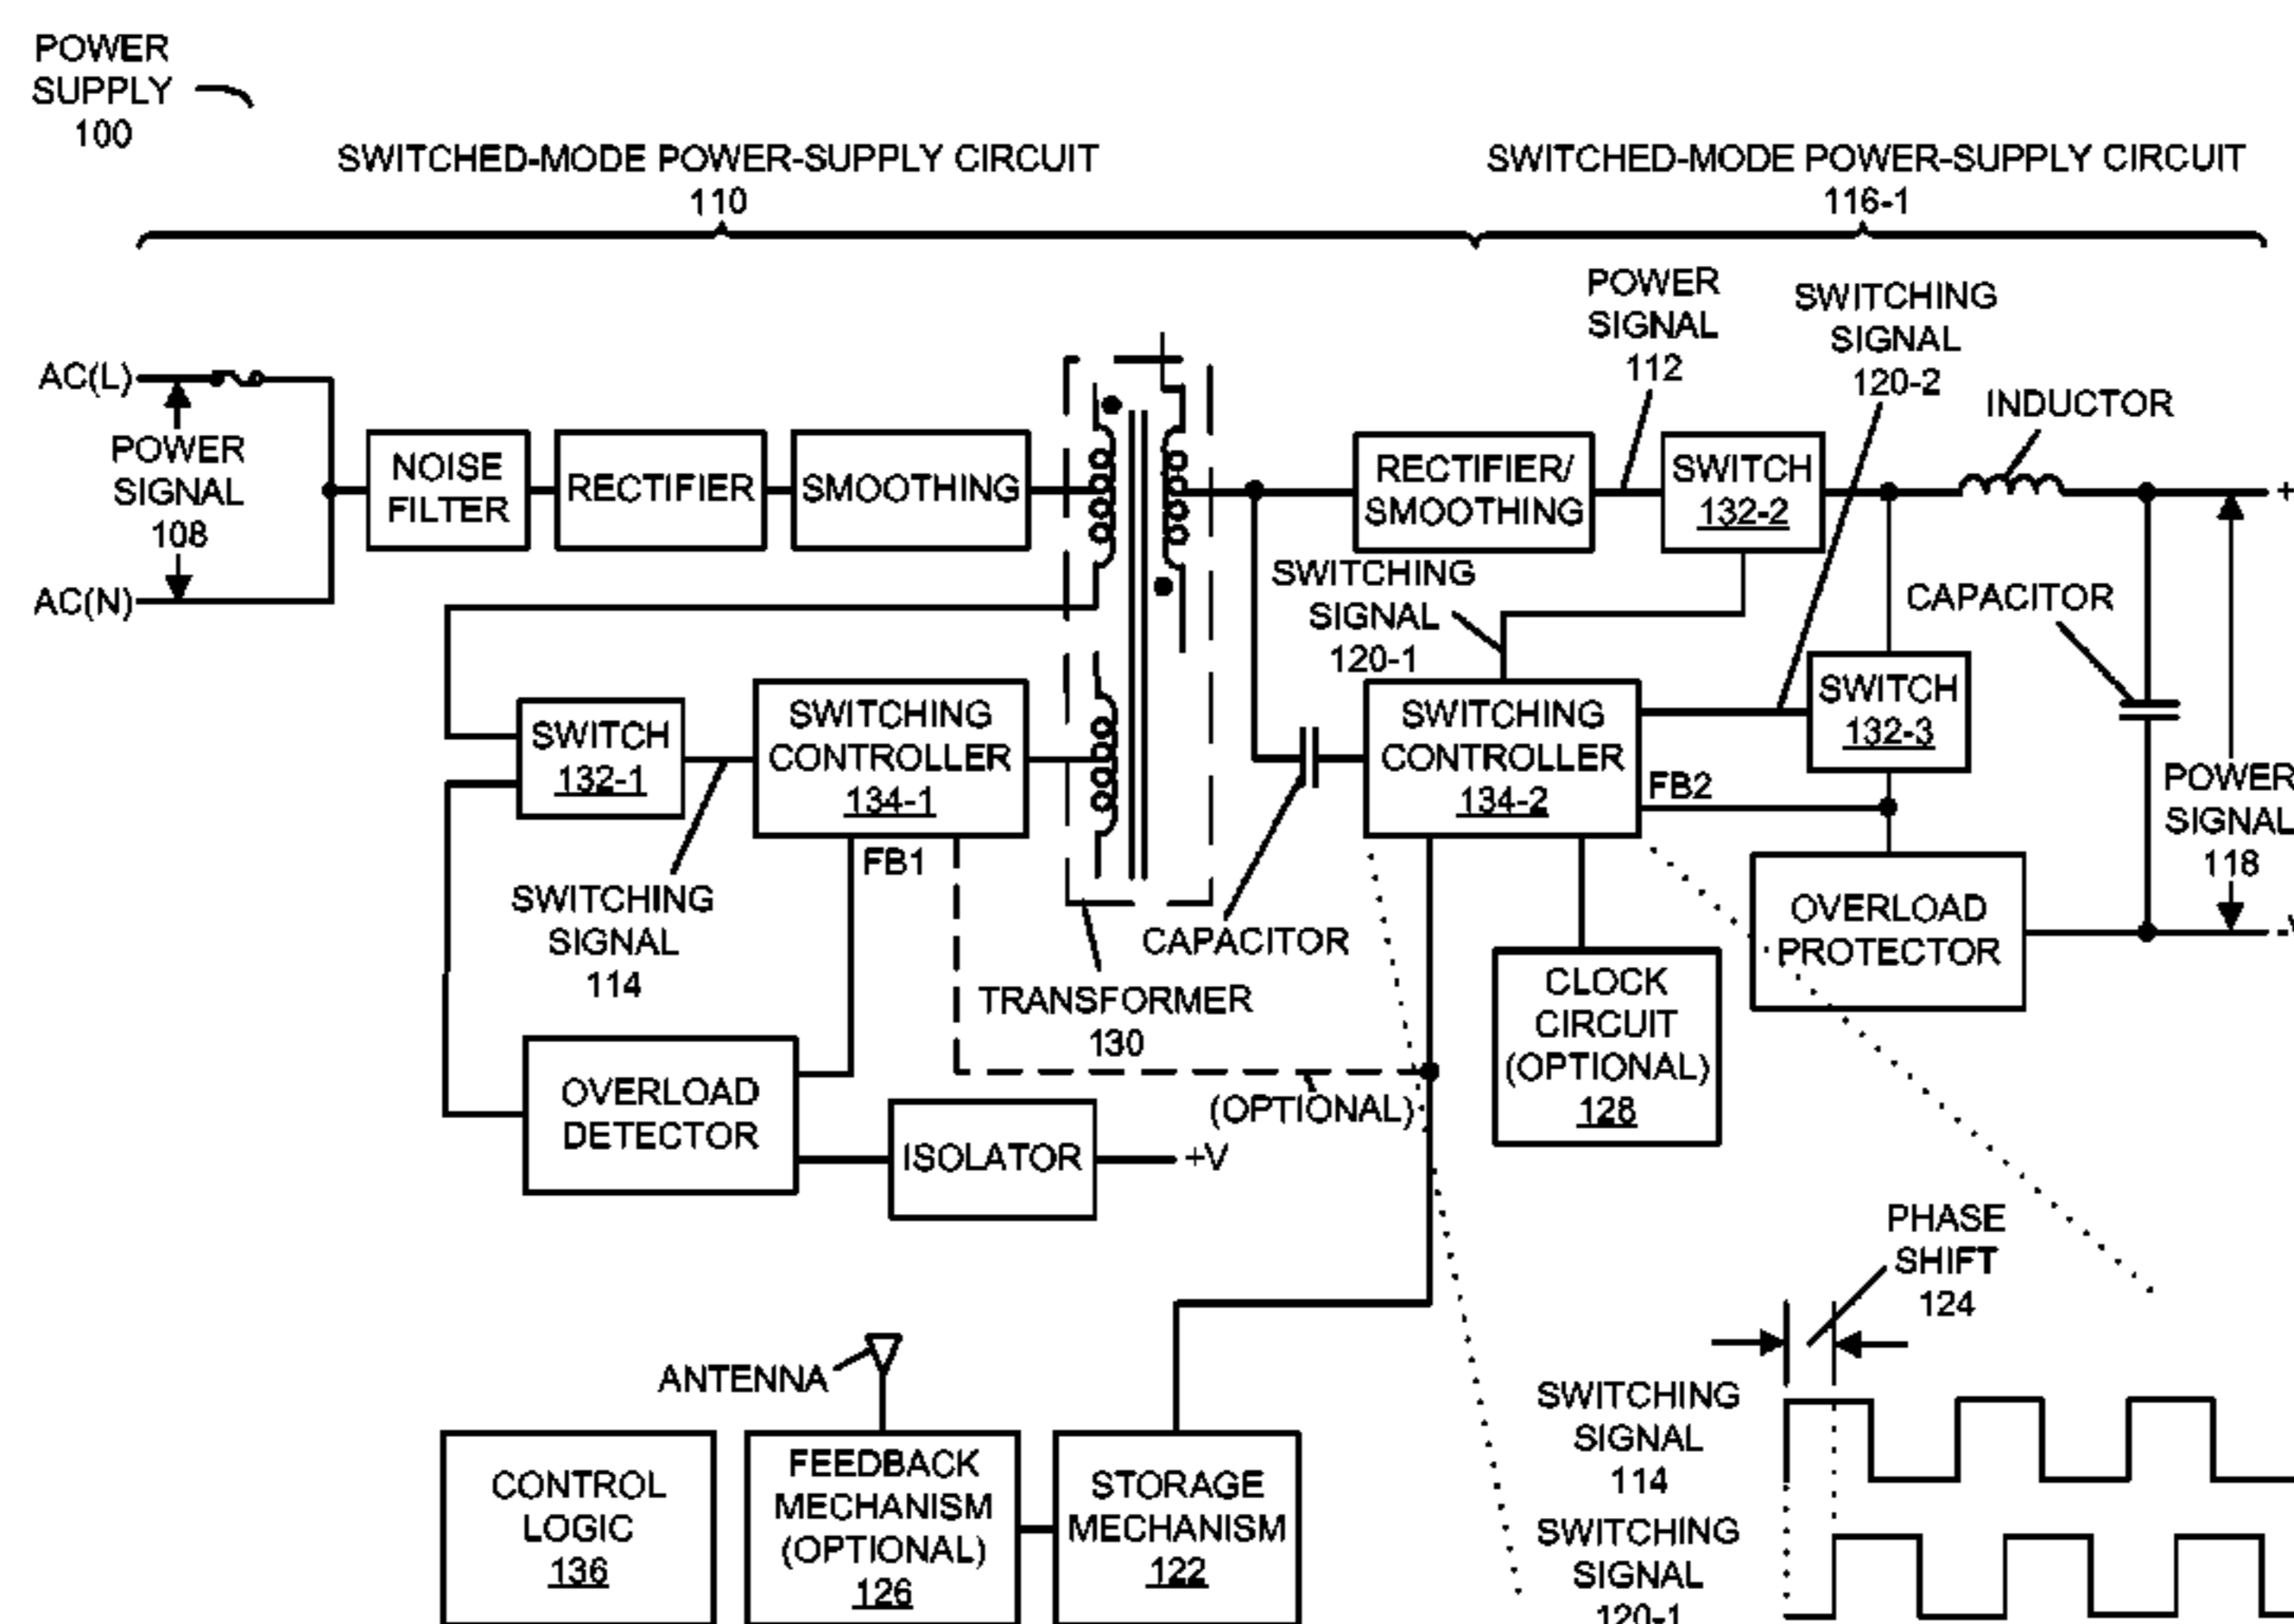 POWER
SUPPLY
100
SWITCHED-MODE POWER-SUPPLY CIRCUIT
110
SWITCHED-MODE POWER-SUPPLY CIRCUIT
116-1
POWER
SIGNAL
112
SWITCHING
SIGNAL
120-2
INDUCTOR
AC(L)
POWER
SIGNAL
108
AC(N)
NOISE
FILTER
RECTIFIER
SMOOTHING
RECTIFIER/
SMOOTHING
SWITCH
132-2
+
SWITCHING
SIGNAL
120-1
CAPACITOR
SWITCH
132-1
SWITCHING
CONTROLLER
134-1
SWITCHING
CONTROLLER
134-2
SWITCH
132-3
FB2
POWER
SIGNAL
118
FB1
SWITCHING
SIGNAL
114
CAPACITOR
OVERLOAD
PROTECTOR
-V
TRANSFORMER
130
CLOCK
CIRCUIT
(OPTIONAL)
128
OVERLOAD
DETECTOR
(OPTIONAL)
ISOLATOR
+V
PHASE
SHIFT
124
ANTENNA
CONTROL
LOGIC
136
FEEDBACK
MECHANISM
(OPTIONAL)
126
STORAGE
MECHANISM
122
SWITCHING
SIGNAL
114
SWITCHING
SIGNAL
120-1